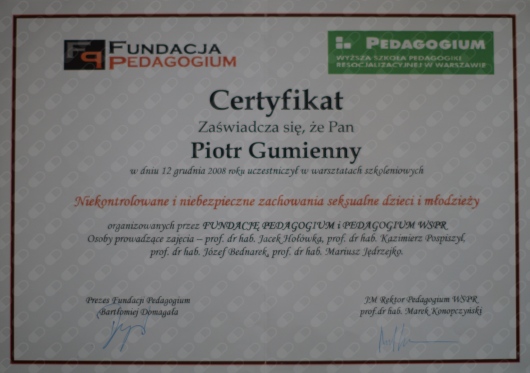 FUNDACJA
PEDAGOGIUM
PEDAGOGIUM
WYŻSZA SZKOŁA PEDAGOGIKI
RESOCJALIZACYJNEJ W WARSZAWIE
Certyfikat
Zaświadcza się, że Pan
Piotr Gumienny
w dniu 12 grudnia 2008 roku uczestniczył w warsztatach szkoleniowych
Niekontrolowane i niebezpieczne zachowania seksualne dzieci i młodzieży
organizowanych przez FUNDACJĘ PEDAGOGIUM i PEDAGOGIUM WSPR
Osoby prowadzące zajęcia – prof. dr hab. Jacek Hołówka, prof. dr hab. Kazimierz Pospiszyl,
prof. dr hab. Józef Bednarek, prof. dr hab. Mariusz Jędrzejko.
Prezes Fundacji Pedagogium
Bartłomiej Domagała
JM Rektor Pedagogium WSPR
prof.dr hab. Marek Konopczyński